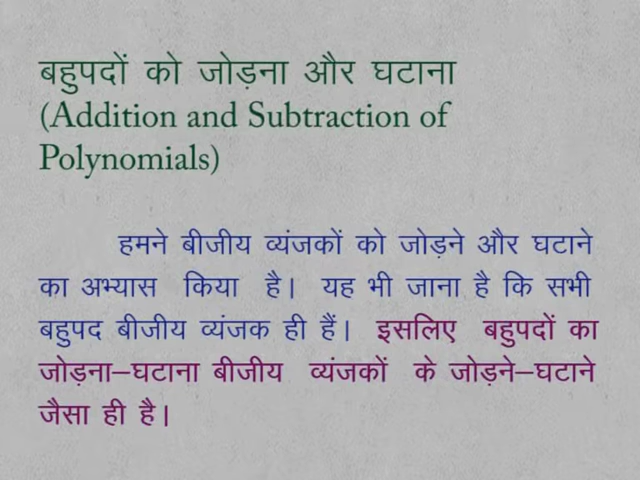 बहुपदों को जोड़ना और घटाना
(Addition and Subtraction of
Polynomials)
हमने बीजीय व्यंजकों को जोड़ने और घटाने
का अभ्यास किया है। यह भी जाना है कि सभी
बहुपद बीजीय व्यंजक ही हैं। इसलिए बहुपदों का
जोड़ना–घटाना बीजीय व्यंजकों के जोड़ने–घटाने
जैसा ही है।